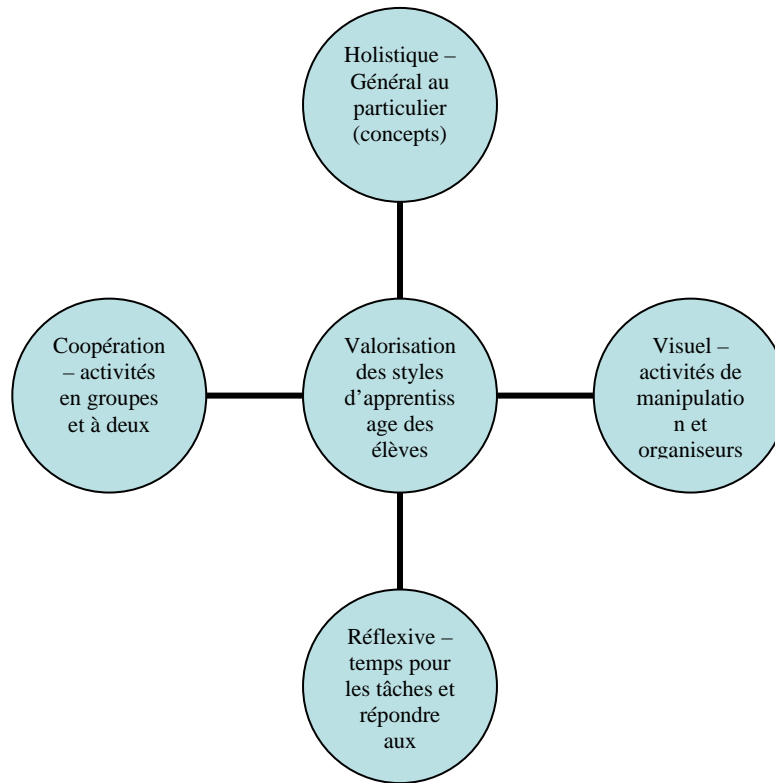 Holistique –
Général au
particulier
(concepts)
Coopération
– activités
en groupes
et à deux
Valorisation
des styles
d'apprentiss
age des
élèves
Visuel –
activités de
manipulatio
n et
organiseurs
Réflexive –
temps pour
les tâches et
répondre
aux